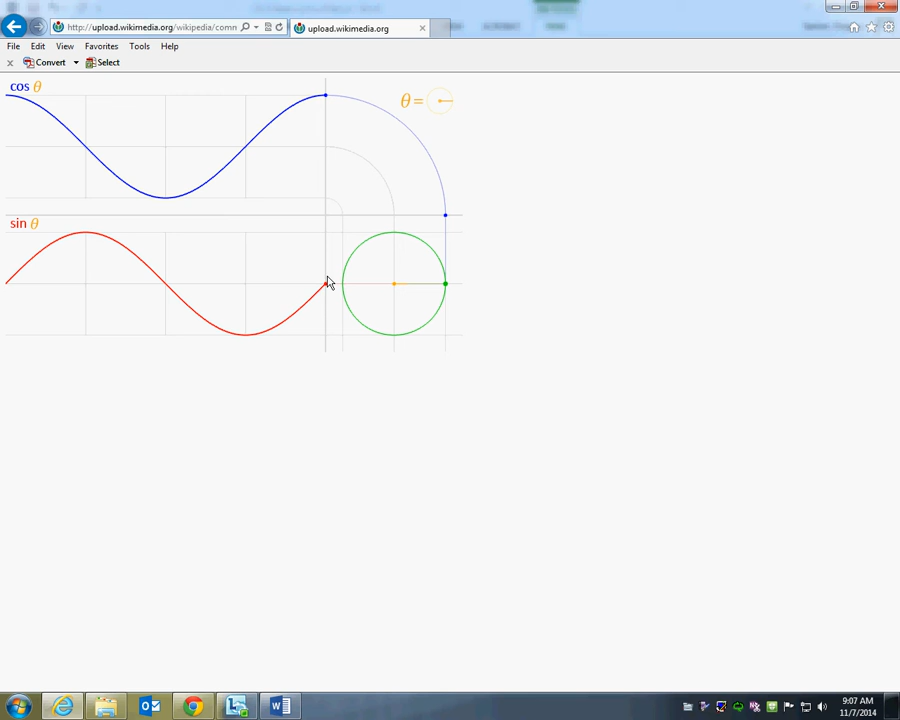 http://upload.wikimedia.org/wikipedia/comm
upload.wikimedia.org
File Edit View Favorites Tools Help
x Convert Select
cos θ
θ =
sin θ
9:07 AM
11/7/2014